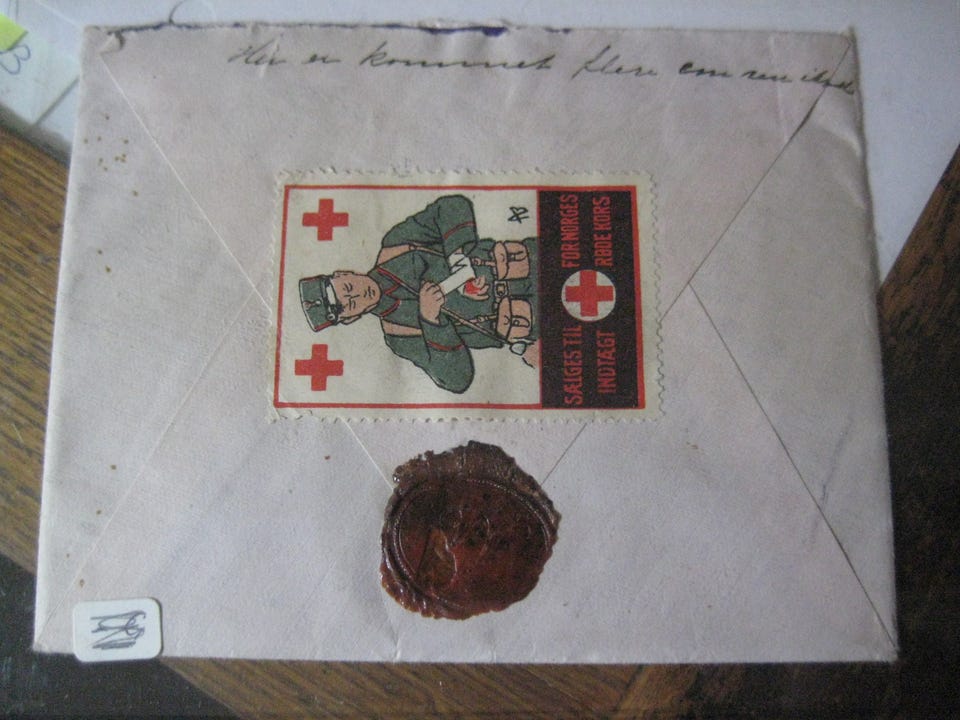 Her er kommet flere
SÆLGES TIL FOR NORGES
INDTÆGT RØDE KORS